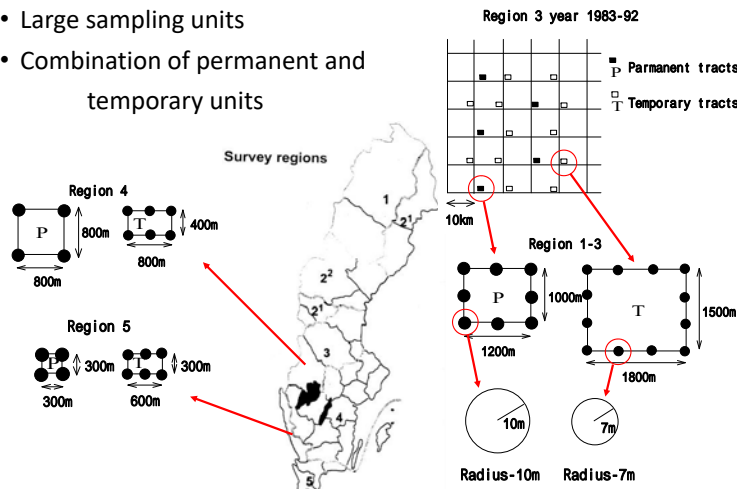 • Large sampling units
• Combination of permanent and
temporary units
Region 3 year 1983-92
P Parmanent tracts
T Temporary tracts
10km
Survey regions
1
2¹
2²
2¹
3
4
5
Region 4
P
800m
800m
T
400m
800m
Region 5
P
300m
300m
T
300m
600m
Region 1-3
P
1000m
1200m
T
1500m
1800m
10m
7m
Radius-10m
Radius-7m